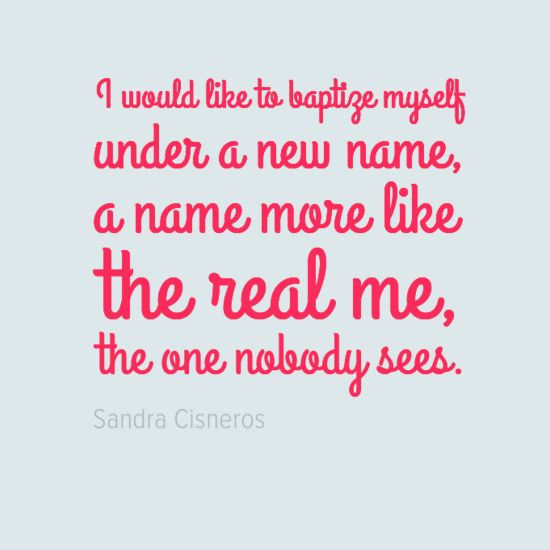 I would like to baptize myself
under a new name,
a name more like
the real me,
the one nobody sees.
Sandra Cisneros